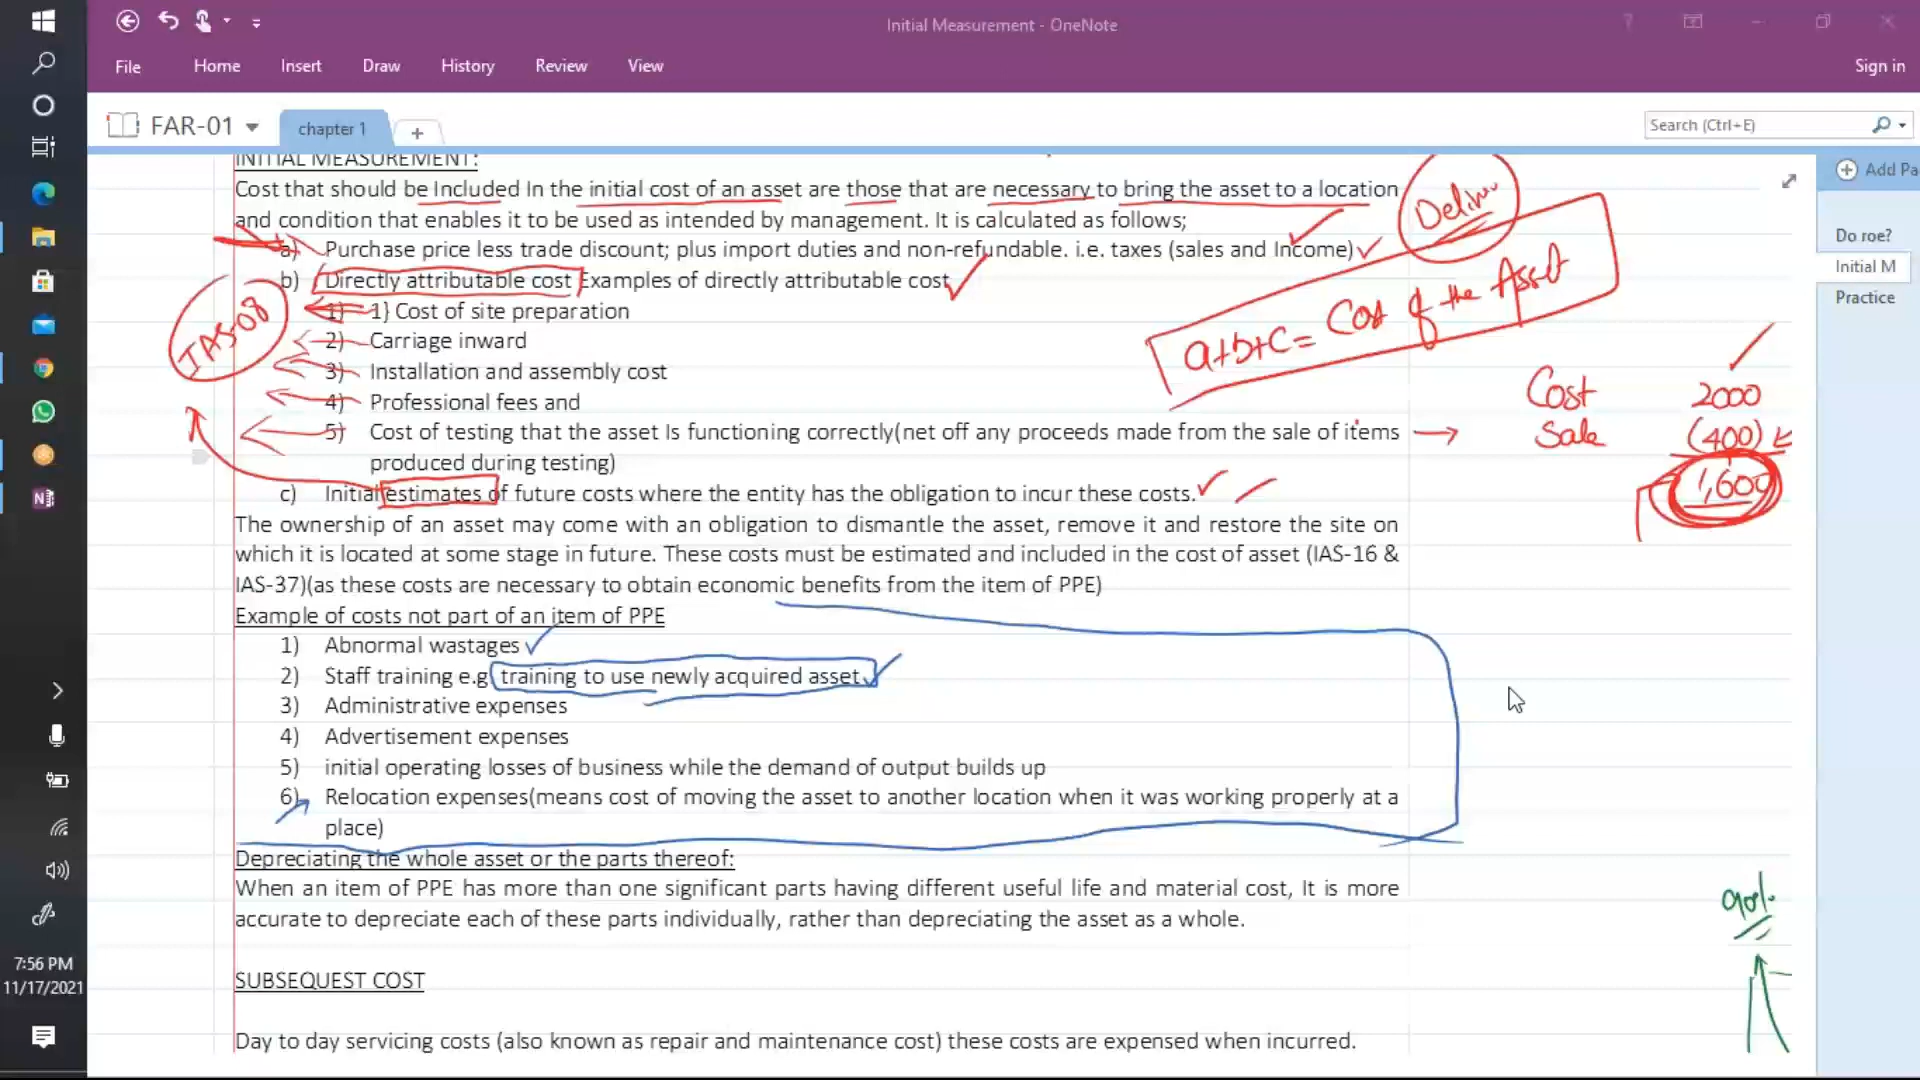 Initial Measurement - OneNote
File Home Insert Draw History Review View Sign in
FAR-01 chapter 1 +
Search (Ctrl+E)
Add Pa
Do roe?
Initial M
Practice
INITIAL MEASUREMENT:
Cost that should be Included In the initial cost of an asset are those that are necessary to bring the asset to a location
and condition that enables it to be used as intended by management. It is calculated as follows;
a) Purchase price less trade discount; plus import duties and non-refundable. i.e. taxes (sales and Income)
b) Directly attributable cost Examples of directly attributable cost
1) 1} Cost of site preparation
2) Carriage inward
3) Installation and assembly cost
4) Professional fees and
5) Cost of testing that the asset Is functioning correctly(net off any proceeds made from the sale of items
produced during testing)
c) Initial estimates of future costs where the entity has the obligation to incur these costs.
The ownership of an asset may come with an obligation to dismantle the asset, remove it and restore the site on
which it is located at some stage in future. These costs must be estimated and included in the cost of asset (IAS-16 &
IAS-37)(as these costs are necessary to obtain economic benefits from the item of PPE)
Example of costs not part of an item of PPE
1) Abnormal wastages
2) Staff training e.g training to use newly acquired asset
3) Administrative expenses
4) Advertisement expenses
5) initial operating losses of business while the demand of output builds up
6) Relocation expenses(means cost of moving the asset to another location when it was working properly at a
place)
Depreciating the whole asset or the parts thereof:
When an item of PPE has more than one significant parts having different useful life and material cost, It is more
accurate to depreciate each of these parts individually, rather than depreciating the asset as a whole.
SUBSEQUEST COST
Day to day servicing costs (also known as repair and maintenance cost) these costs are expensed when incurred.
IAS-08
a+b+c= Cost of the Asset
Cost 2000
Sale (400)
1,600
7:56 PM
11/17/2021